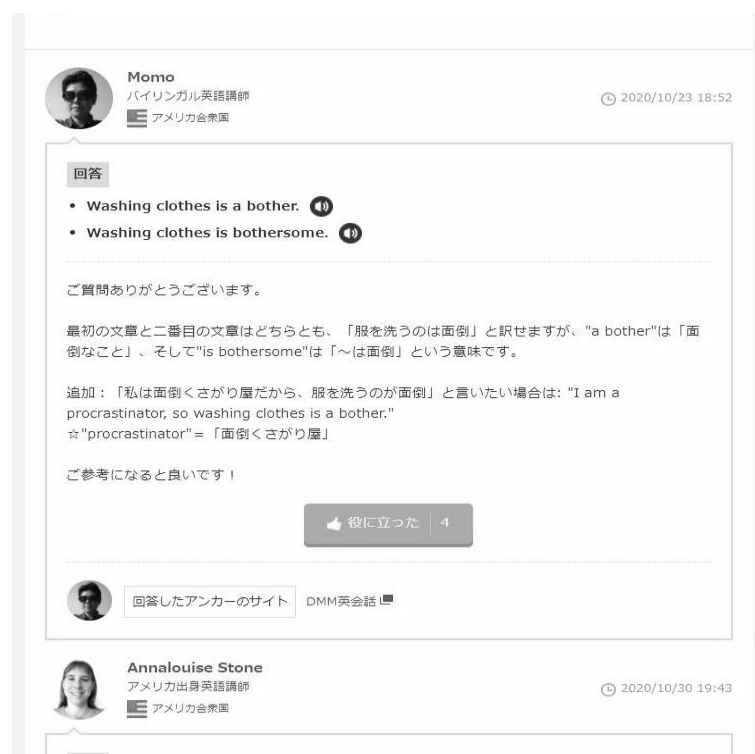 Momo
バイリンガル英語講師
アメリカ合衆国
2020/10/23 18:52
回答
• Washing clothes is a bother.
• Washing clothes is bothersome.
ご質問ありがとうございます。
最初の文章と二番目の文章はどちらとも、「服を洗うのは面倒」と訳せますが、"a bother"は「面
倒なこと」、そして"is bothersome"は「〜は面倒」という意味です。
追加：「私は面倒くさがり屋だから、服を洗うのが面倒」と言いたい場合は: "I am a
procrastinator, so washing clothes is a bother."
☆"procrastinator"=「面倒くさがり屋」
ご参考になると良いです！
役に立った 4
回答したアンカーのサイト DMM英会話
Annalouise Stone
アメリカ出身英語講師
アメリカ合衆国
2020/10/30 19:43